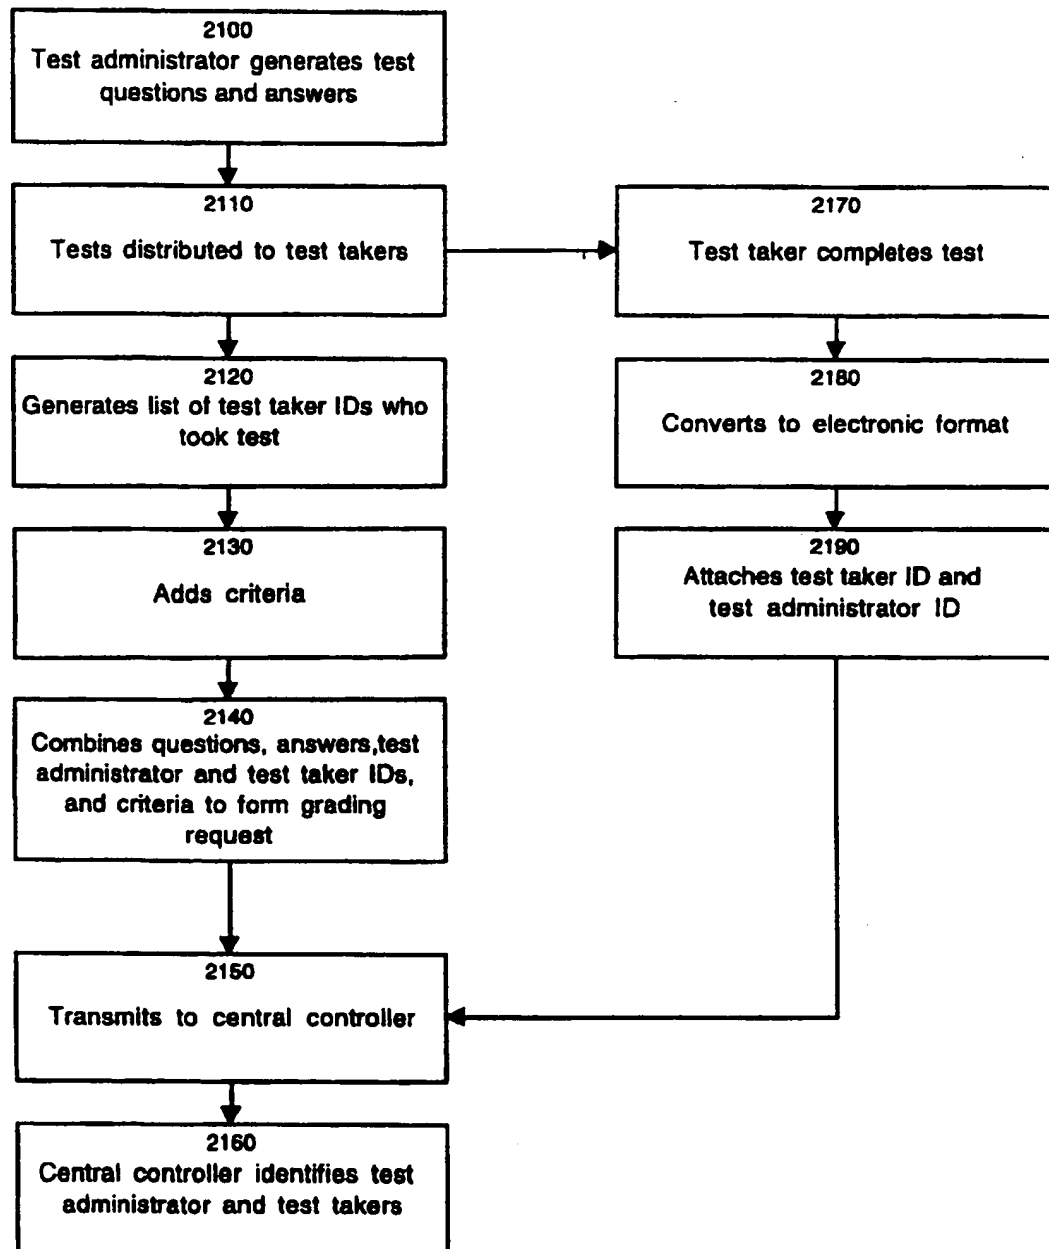 2100
Test administrator generates test
questions and answers
2110
Tests distributed to test takers
2120
Generates list of test taker IDs who
took test
2130
Adds criteria
2140
Combines questions, answers,test
administrator and test taker IDs,
and criteria to form grading
request
2150
Transmits to central controller
2160
Central controller identifies test
administrator and test takers
2170
Test taker completes test
2180
Converts to electronic format
2190
Attaches test taker ID and
test administrator ID